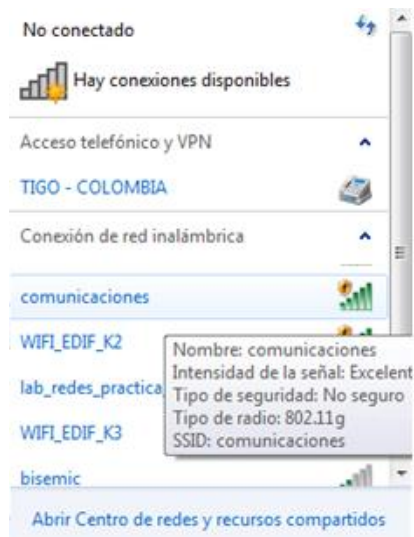 No conectado
Hay conexiones disponibles
Acceso telefónico y VPN
TIGO - COLOMBIA
Conexión de red inalámbrica
comunicaciones
WIFI_EDIF_K2
Nombre: comunicaciones
Intensidad de la señal: Excelent
lab_redes_practica_
Tipo de seguridad: No seguro
Tipo de radio: 802.11g
WIFI_EDIF_K3
SSID: comunicaciones
bisemic
Abrir Centro de redes y recursos compartidos